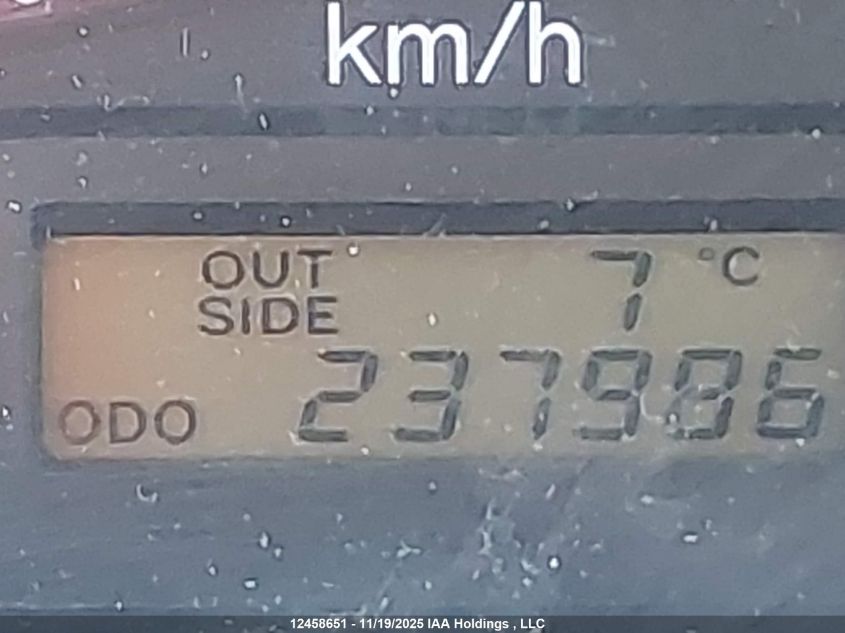 km/h
OUT 7 °C
SIDE
ODO 237986
12458651 - 11/19/2025 IAA Holdings , LLC